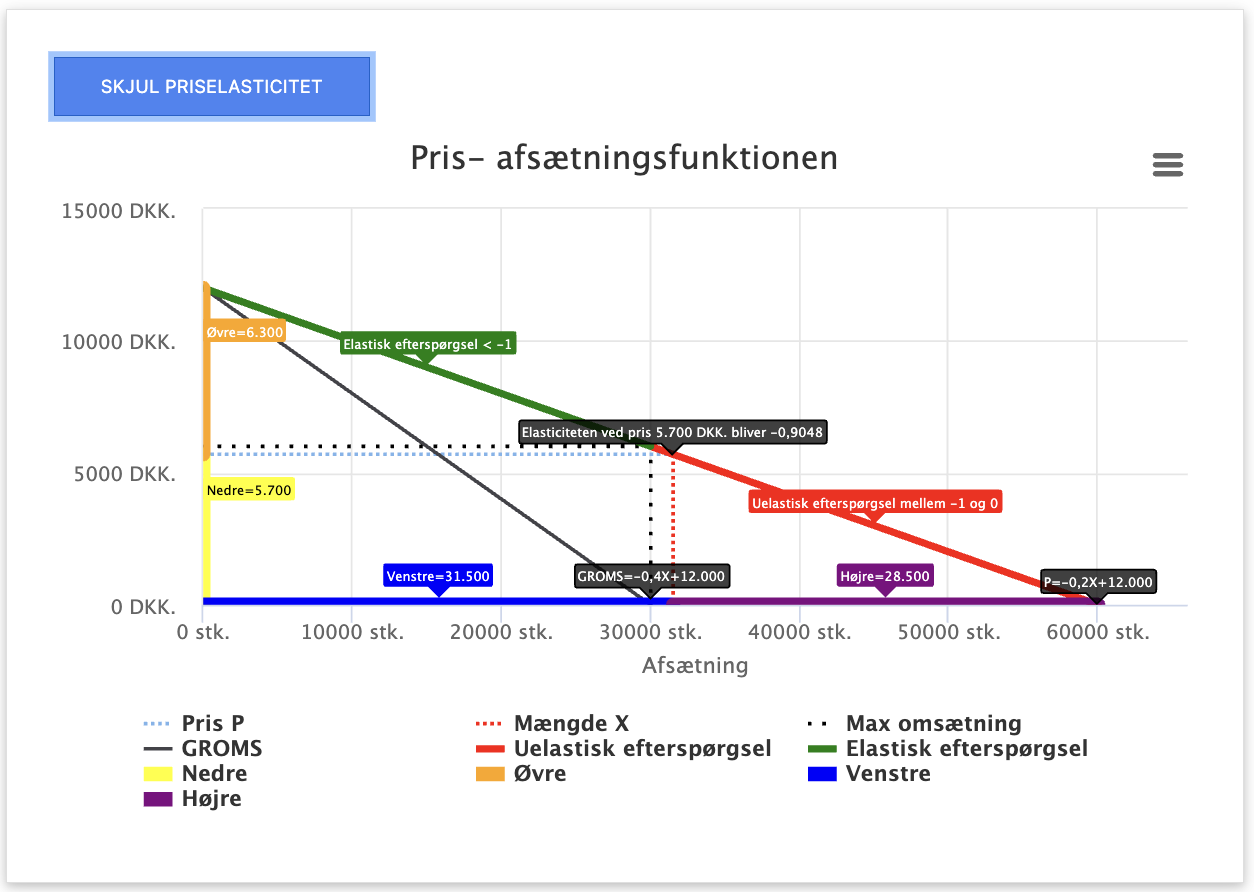 SKJUL PRISELASTICITET
Pris- afsætningsfunktionen
15000 DKK.
10000 DKK.
5000 DKK.
0 DKK.
Øvre=6.300
Elastisk efterspørgsel < -1
Elasticiteten ved pris 5.700 DKK. bliver -0,9048
Nedre=5.700
Uelastisk efterspørgsel mellem -1 og 0
Venstre=31.500
GROMS=-0,4X+12.000
Højre=28.500
P=-0,2X+12.000
0 stk.
10000 stk.
20000 stk.
30000 stk.
40000 stk.
50000 stk.
60000 stk.
Afsætning
Pris P
Mængde X
Max omsætning
GROMS
Uelastisk efterspørgsel
Elastisk efterspørgsel
Nedre
Øvre
Venstre
Højre